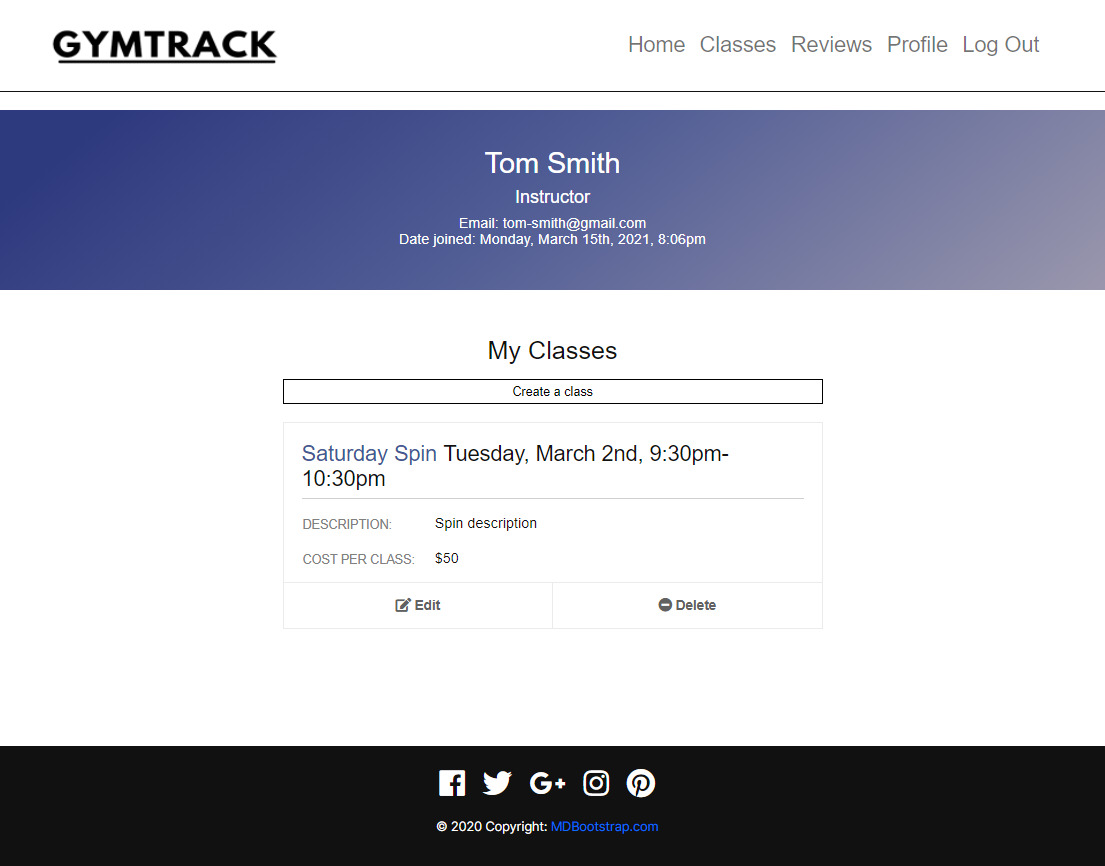 GYMTRACK
Home Classes Reviews Profile Log Out
Tom Smith
Instructor
Email: tom-smith@gmail.com
Date joined: Monday, March 15th, 2021, 8:06pm
My Classes
Create a class
Saturday Spin Tuesday, March 2nd, 9:30pm-
10:30pm
DESCRIPTION: Spin description
COST PER CLASS: $50
Edit Delete
© 2020 Copyright: MDBootstrap.com